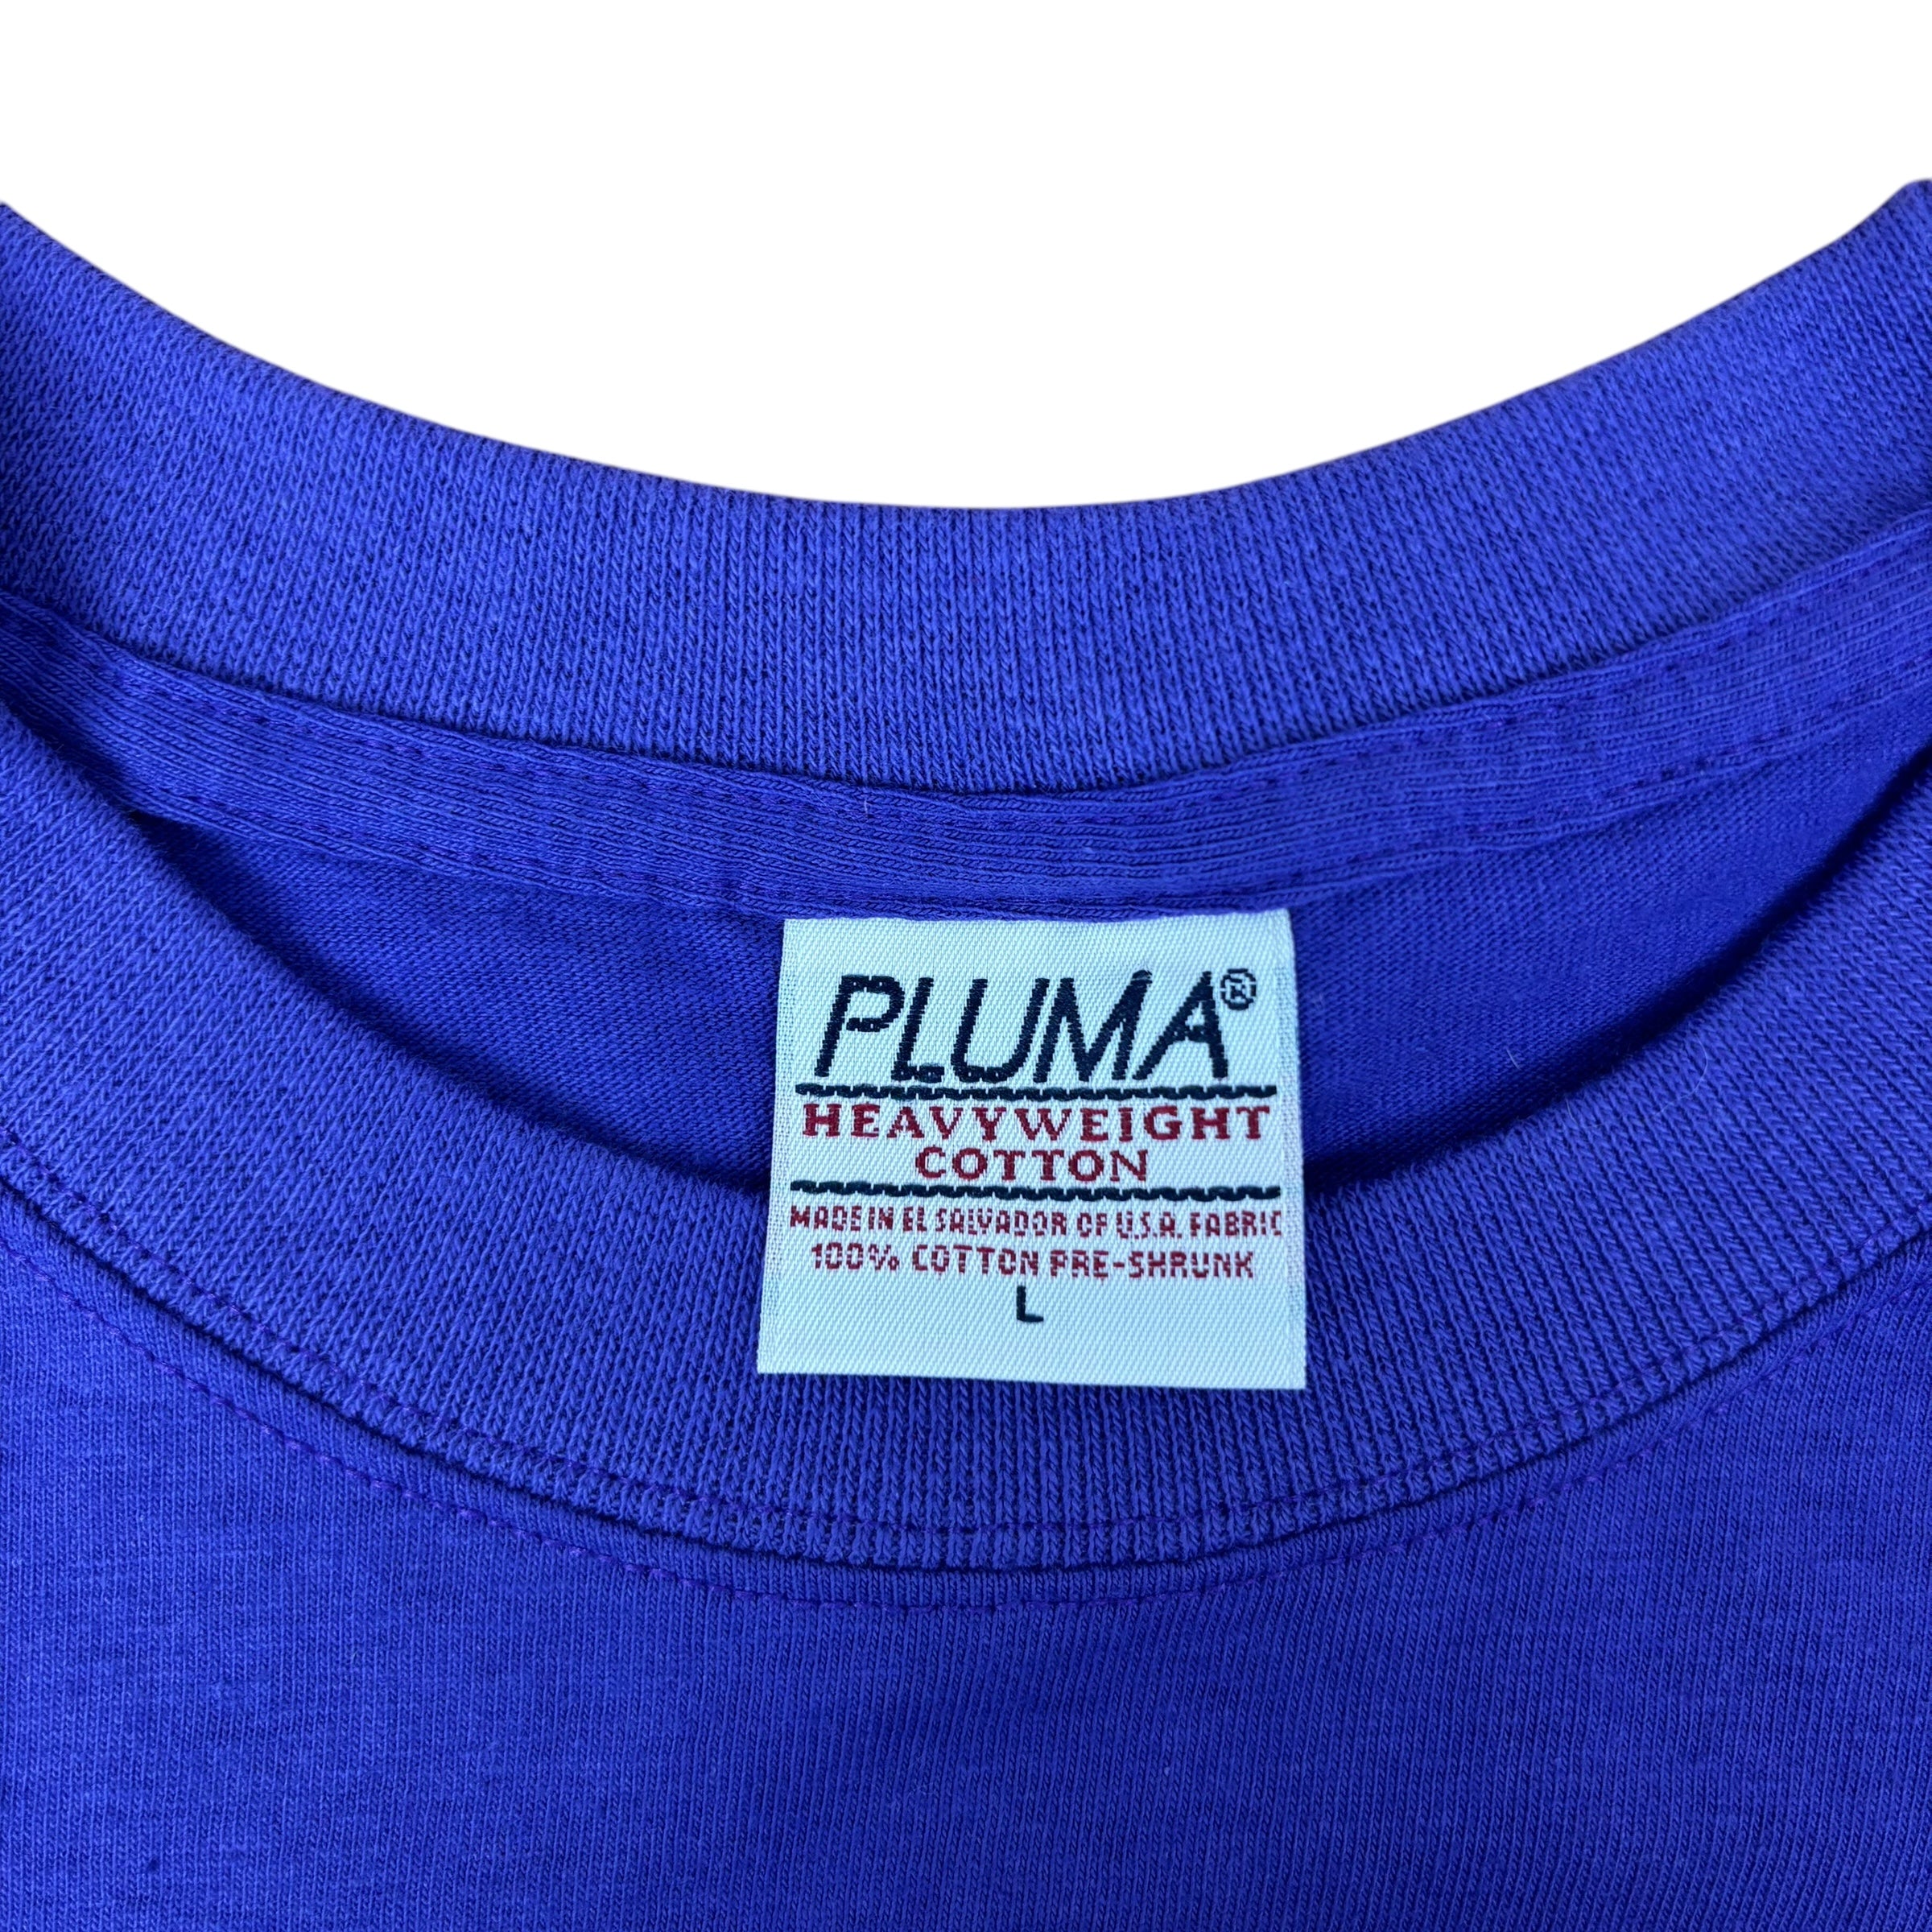 PLUMA®
HEAVYWEIGHT
COTTON
MADE IN EL SALVADOR OF U.S.A. FABRIC
100% COTTON PRE-SHRUNK
L